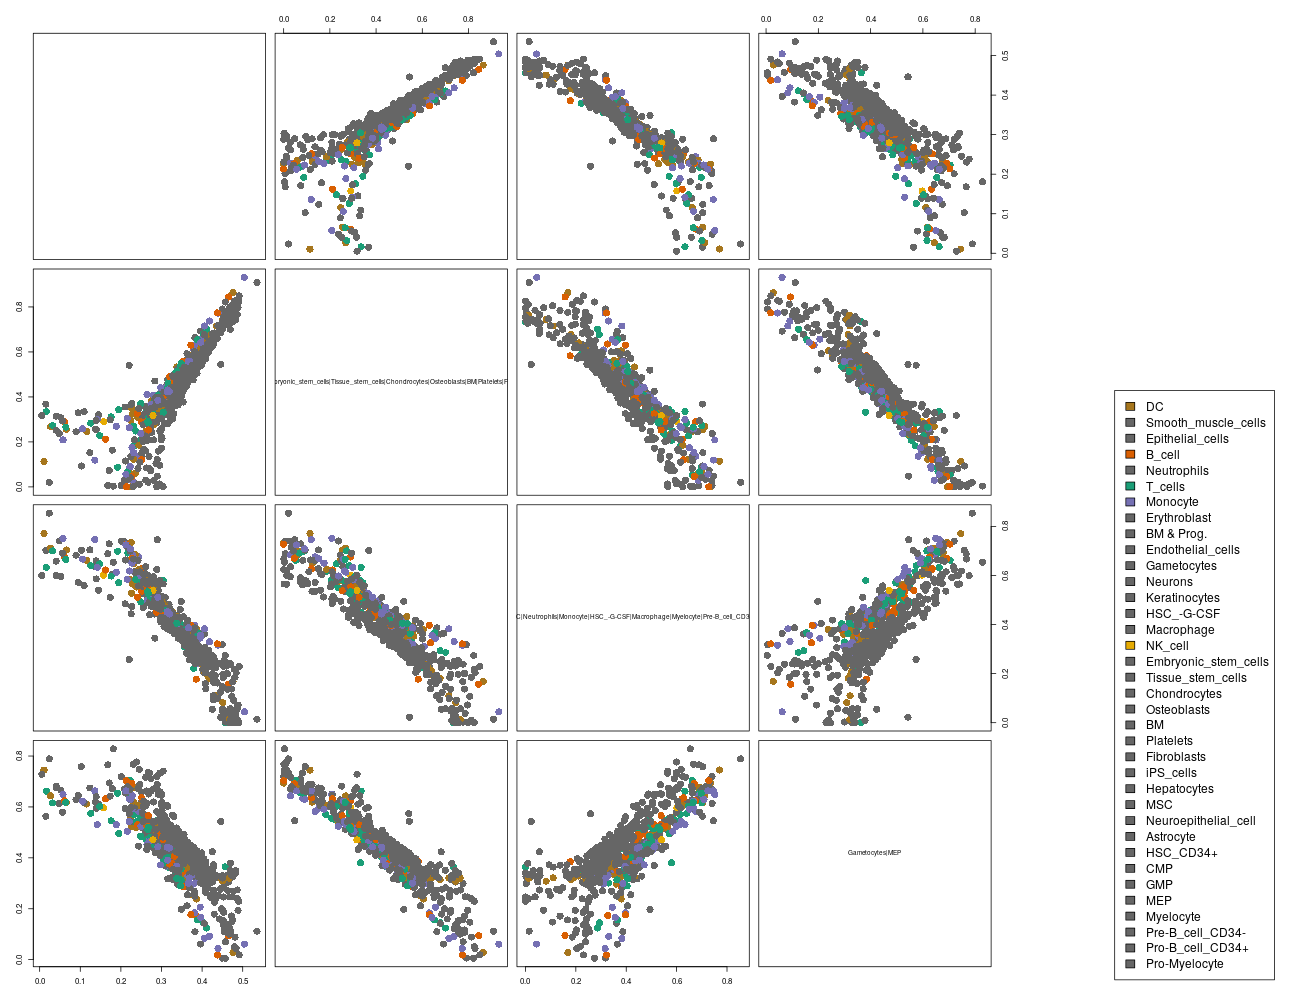 0.0 0.4 0.8
0.0 0.2 0.4 0.6 0.8
0.0 0.1 0.2 0.3 0.4 0.5
0.0 0.2 0.4 0.6 0.8
ryonic_stem_cells|Tissue_stem_cells|Chondrocytes|Osteoblasts|BM|Platelets|F
C|Neutrophils|Monocyte|HSC_-G-CSF|Macrophage|Myelocyte|Pre-B_cell_CD3
0.0 0.2 0.4 0.6 0.8
Gametocytes|MEP
0.0 0.2 0.4 0.6 0.8
0.0 0.1 0.2 0.3 0.4 0.5
0.0 0.2 0.4 0.6 0.8
DC
Smooth_muscle_cells
Epithelial_cells
B_cell
Neutrophils
T_cells
Monocyte
Erythroblast
BM & Prog.
Endothelial_cells
Gametocytes
Neurons
Keratinocytes
HSC_-G-CSF
Macrophage
NK_cell
Embryonic_stem_cells
Tissue_stem_cells
Chondrocytes
Osteoblasts
BM
Platelets
Fibroblasts
iPS_cells
Hepatocytes
MSC
Neuroepithelial_cell
Astrocyte
HSC_CD34+
CMP
GMP
MEP
Myelocyte
Pre-B_cell_CD34-
Pro-B_cell_CD34+
Pro-Myelocyte